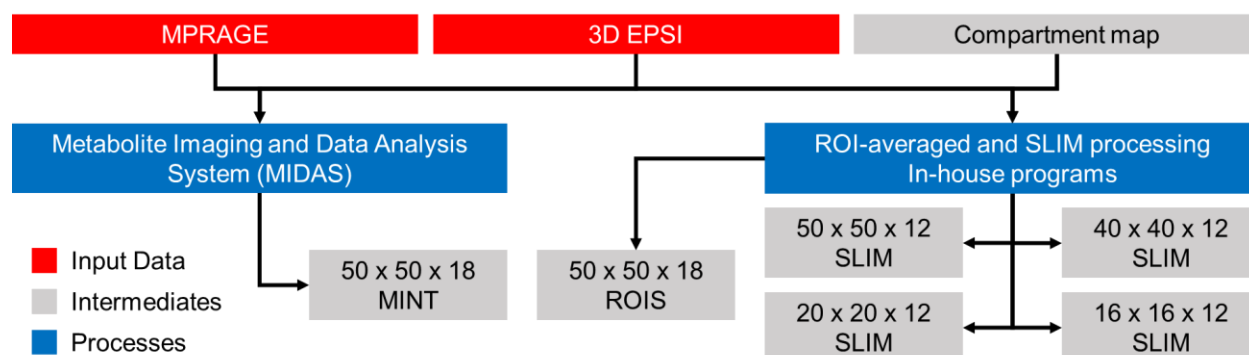 MPRAGE
3D EPSI
Compartment map
Metabolite Imaging and Data Analysis
System (MIDAS)
ROI-averaged and SLIM processing
In-house programs
50 x 50 x 12
SLIM
40 x 40 x 12
SLIM
Input Data
Intermediates
Processes
50 x 50 x 18
MINT
50 x 50 x 18
ROIS
20 x 20 x 12
SLIM
16 x 16 x 12
SLIM